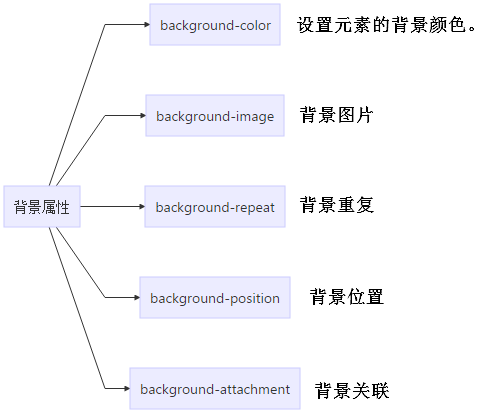 background-color 设置元素的背景颜色。
background-image 背景图片
背景属性
background-repeat 背景重复
background-position 背景位置
background-attachment 背景关联